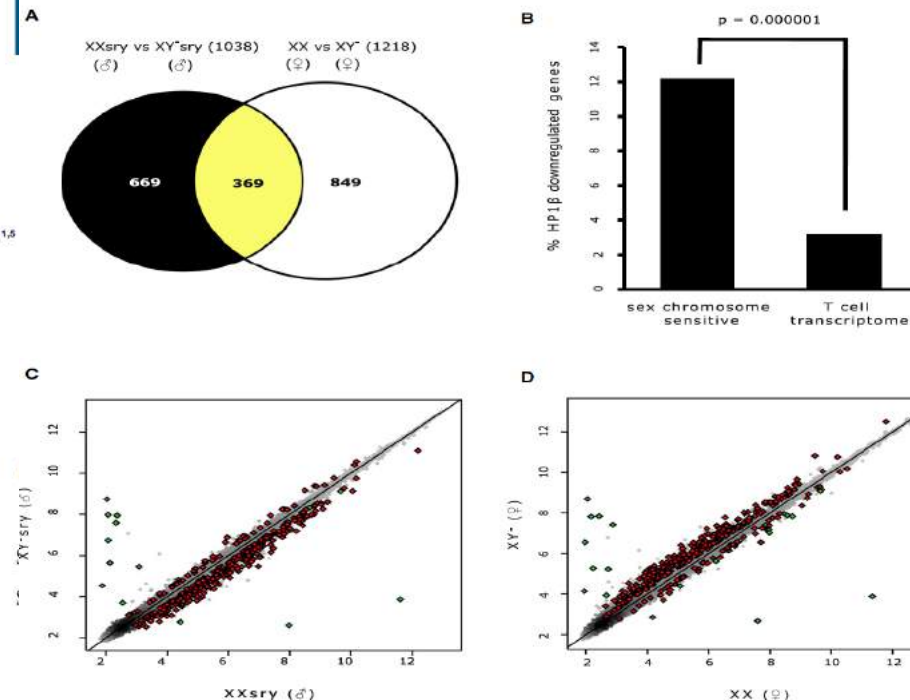 A
XXsry vs XY⁻sry (1038)
(♂) (♂)
XX vs XY⁻ (1218)
(♀) (♀)
669
369
849
1,5
B
p = 0.000001
% HP1β downregulated genes
14
12
10
8
6
4
2
0
sex chromosome
sensitive
T cell
transcriptome
C
XY⁻sry (♂)
12
10
8
6
4
2
2 4 6 8 10 12
XXsry (♂)
D
XY- (♀)
12
10
8
6
4
2
2 4 6 8 10 12
XX (♀)